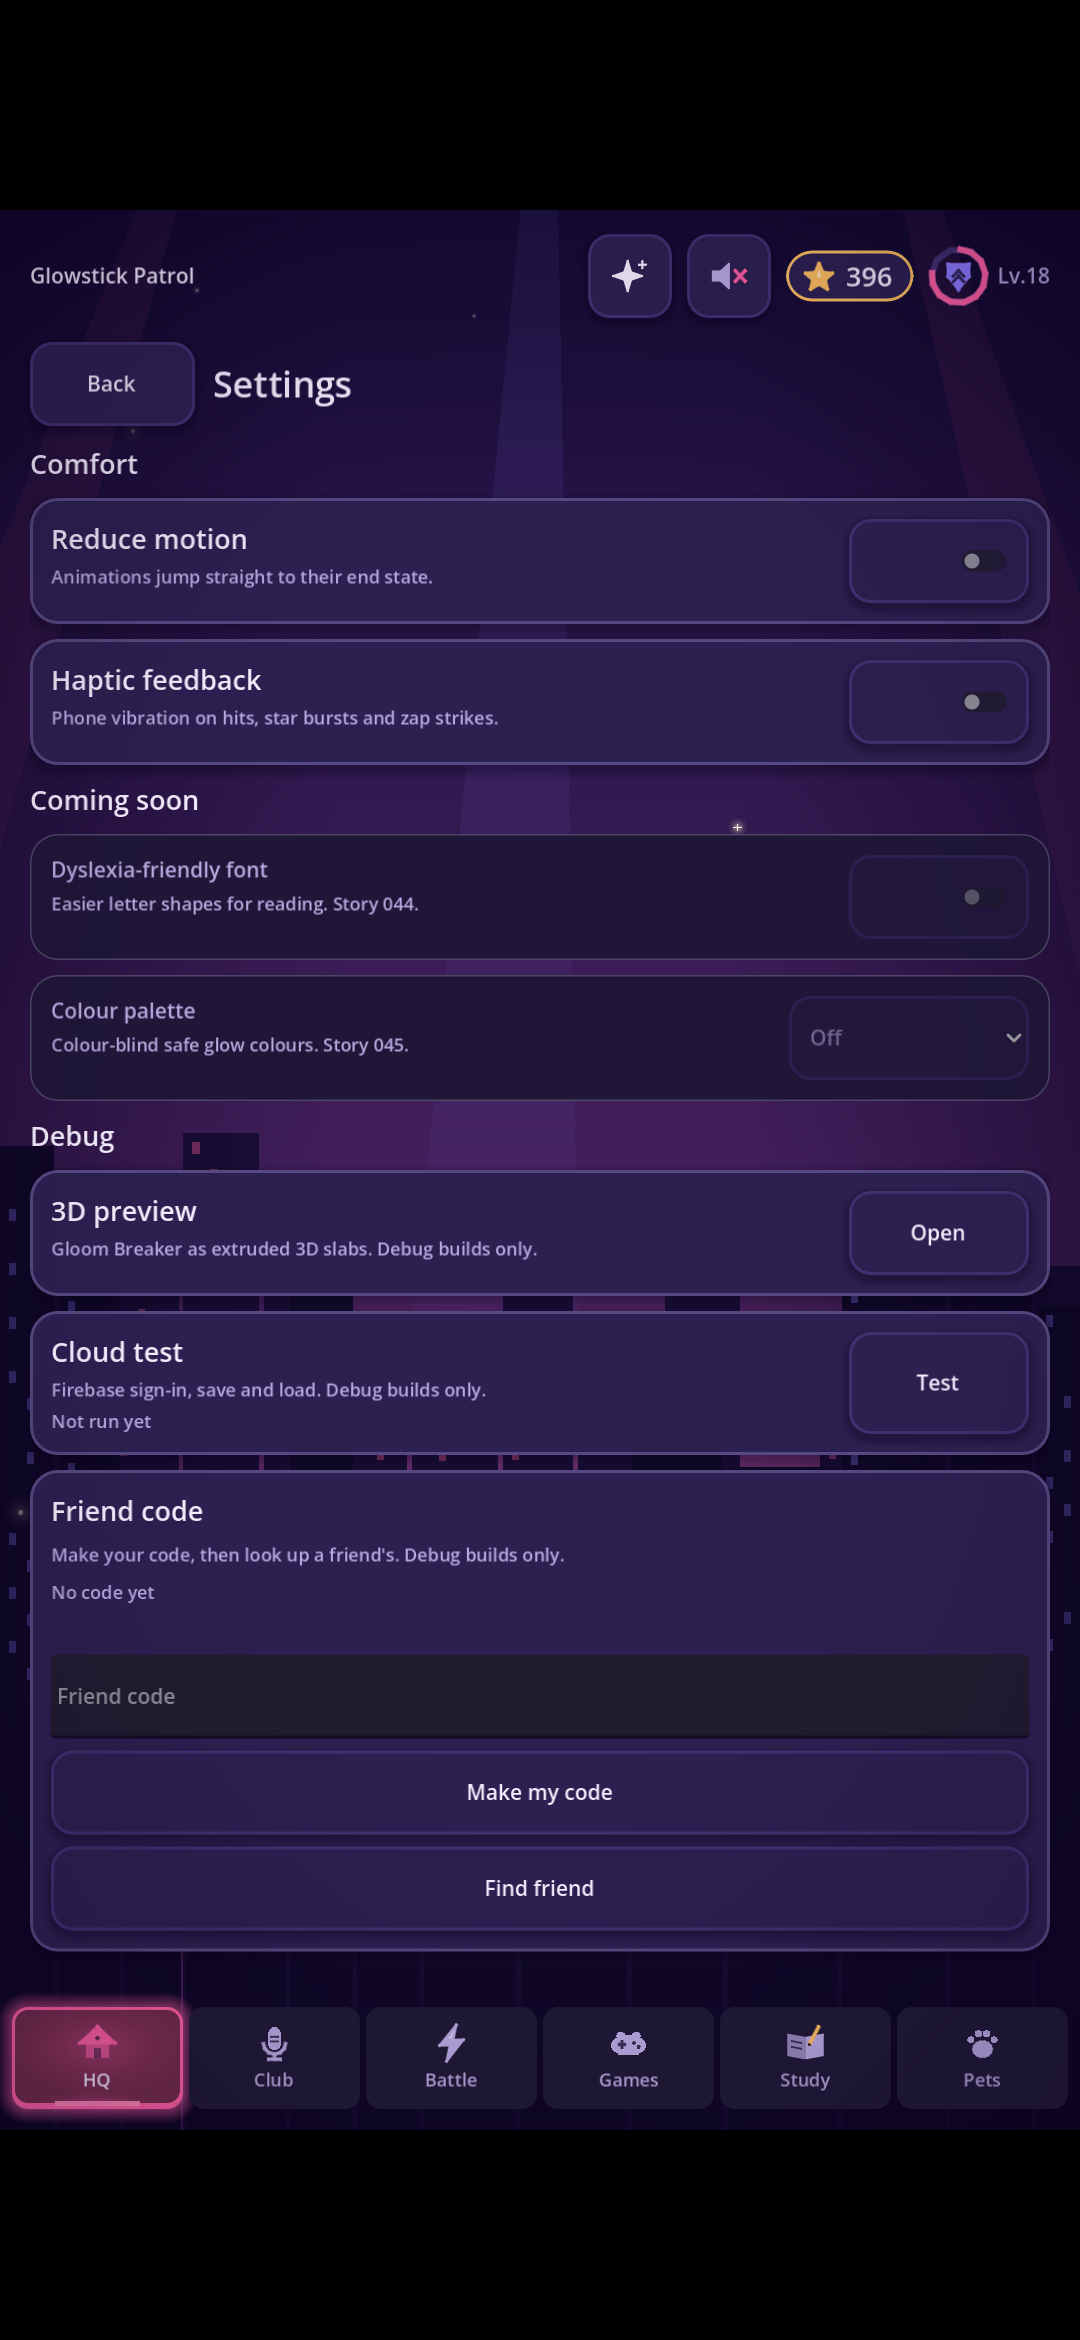 Glowstick Patrol
396
Lv.18
Back
Settings
Comfort
Reduce motion
Animations jump straight to their end state.
Haptic feedback
Phone vibration on hits, star bursts and zap strikes.
Coming soon
Dyslexia-friendly font
Easier letter shapes for reading. Story 044.
Colour palette
Colour-blind safe glow colours. Story 045.
Off
Debug
3D preview
Gloom Breaker as extruded 3D slabs. Debug builds only.
Open
Cloud test
Firebase sign-in, save and load. Debug builds only.
Not run yet
Test
Friend code
Make your code, then look up a friend's. Debug builds only.
No code yet
Friend code
Make my code
Find friend
HQ
Club
Battle
Games
Study
Pets